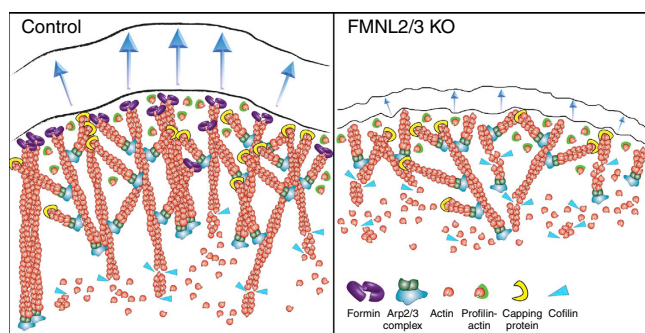 Control
FMNL2/3 KO
Formin
Arp2/3
complex
Actin
Profilin-
actin
Capping
protein
Cofilin